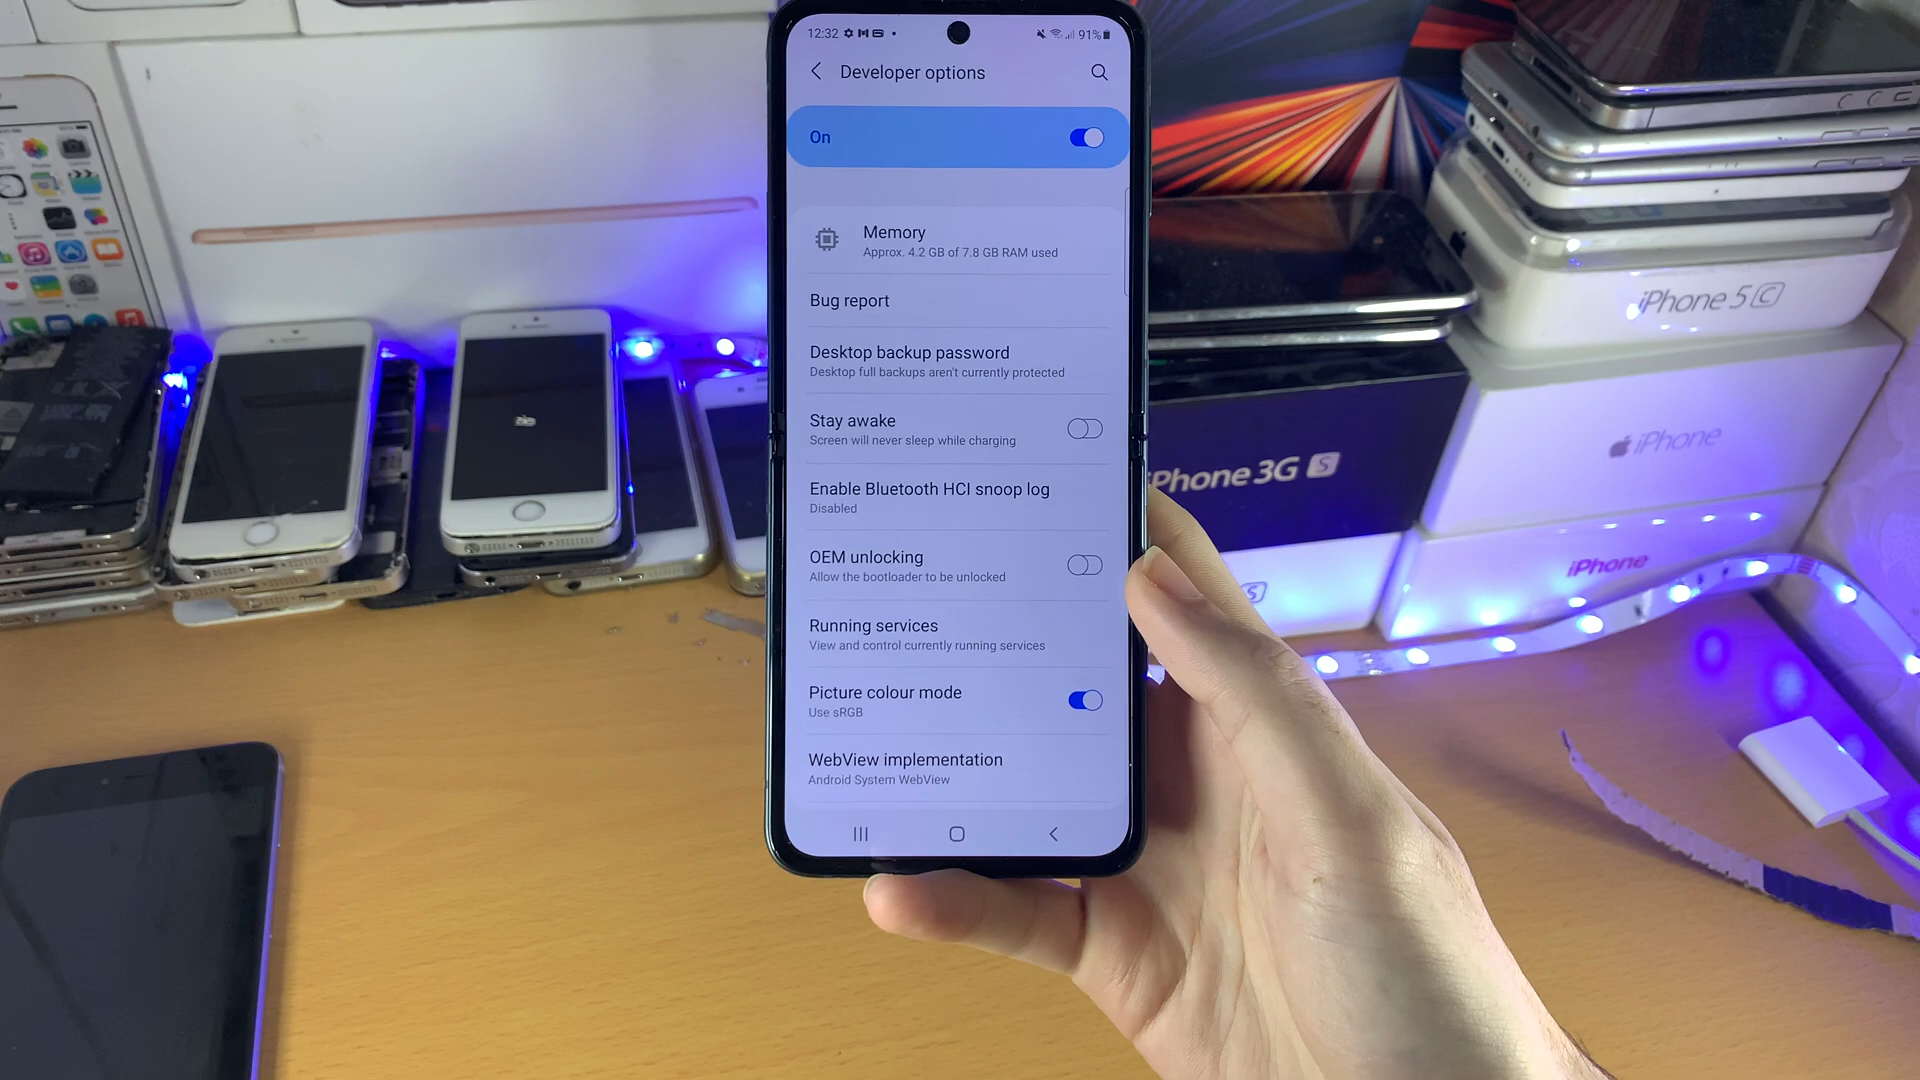 12:32
91%
Developer options
On
Memory
Approx. 4.2 GB of 7.8 GB RAM used
Bug report
Desktop backup password
Desktop full backups aren't currently protected
Stay awake
Screen will never sleep while charging
Enable Bluetooth HCI snoop log
Disabled
OEM unlocking
Allow the bootloader to be unlocked
Running services
View and control currently running services
Picture colour mode
Use sRGB
WebView implementation
Android System WebView
iPhone 5 C
iPhone 3G S
iPhone
iPhone
S